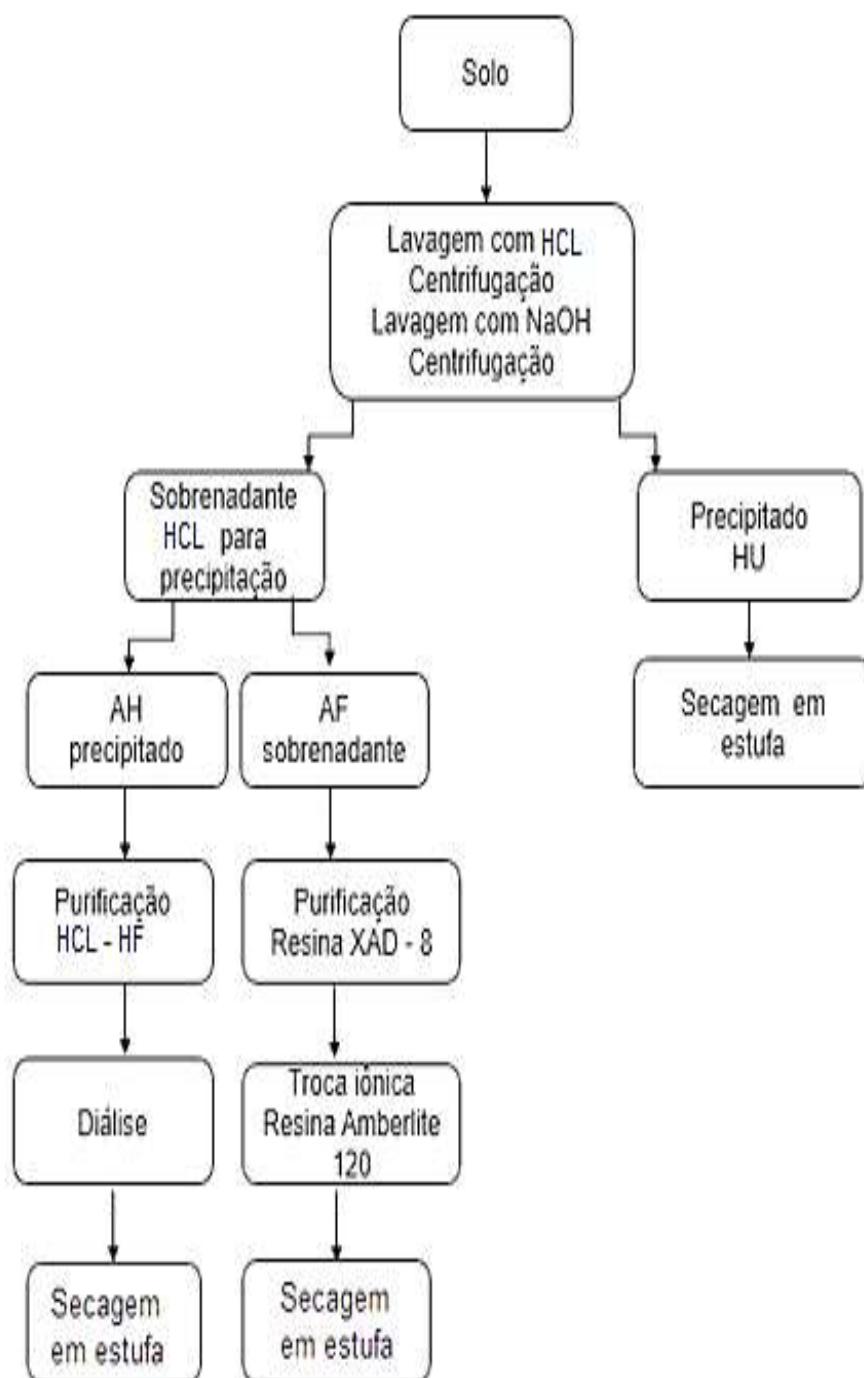 Solo
Lavagem com HCL
Centrifugação
Lavagem com NaOH
Centrifugação
Sobrenadante
HCL para
precipitação
Precipitado
HU
AH
precipitado
AF
sobrenadante
Secagem em
estufa
Purificação
HCL - HF
Purificação
Resina XAD - 8
Diálise
Troca iônica
Resina Amberlite
120
Secagem
em estufa
Secagem
em estufa